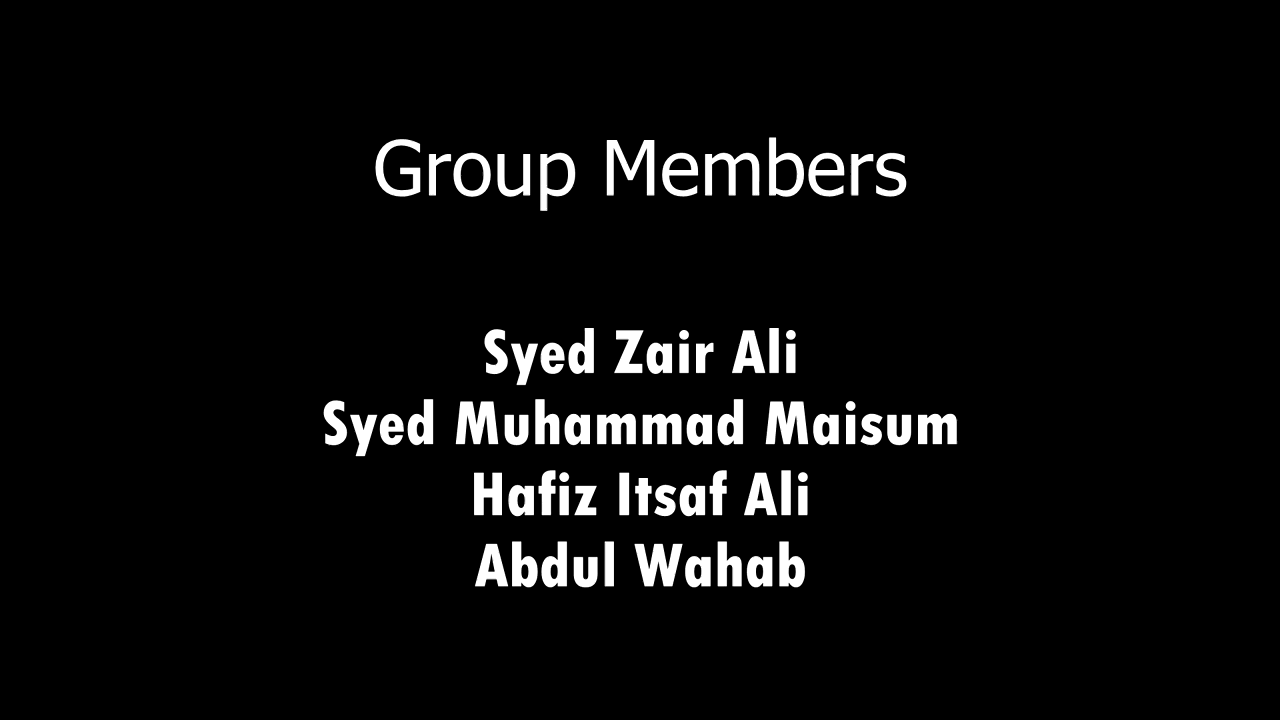 Group Members
Syed Zair Ali
Syed Muhammad Maisum
Hafiz Itsaf Ali
Abdul Wahab